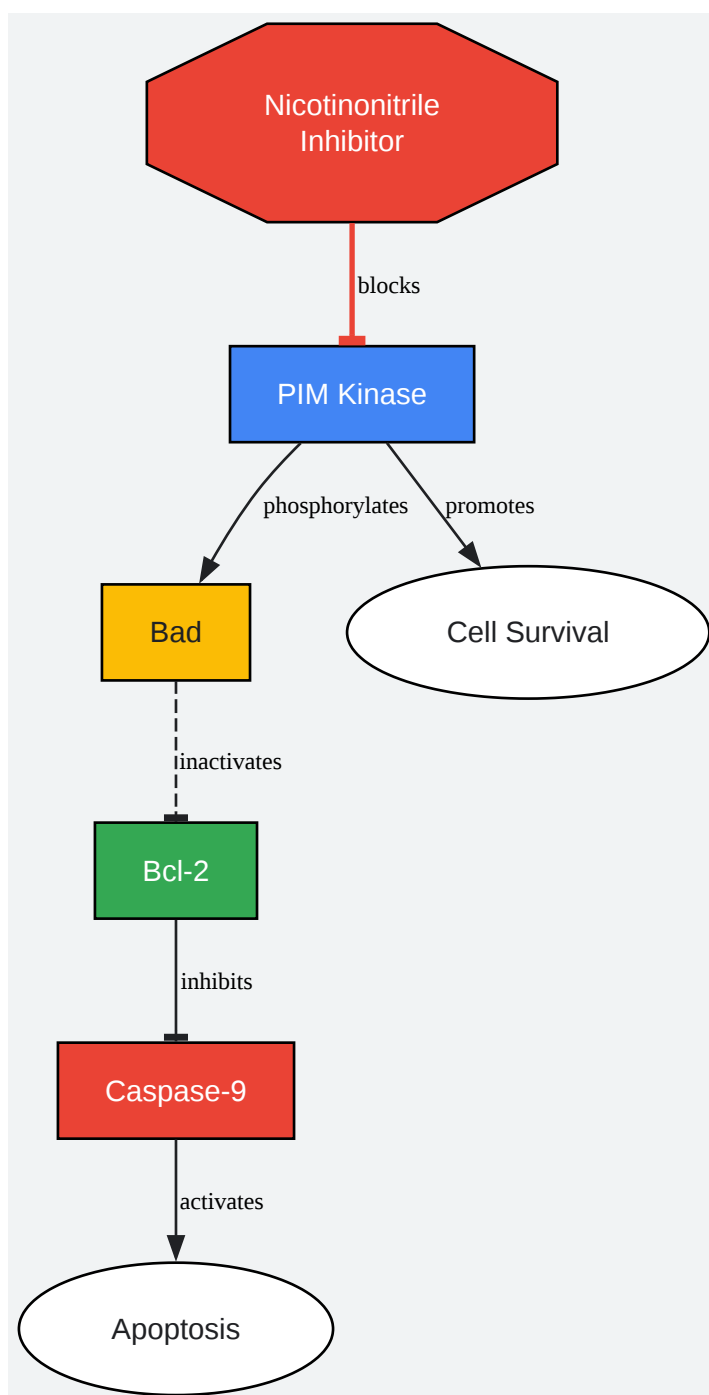 Nicotinonitrile
Inhibitor
blocks
PIM Kinase
phosphorylates
promotes
Bad
Cell Survival
inactivates
Bcl-2
inhibits
Caspase-9
activates
Apoptosis